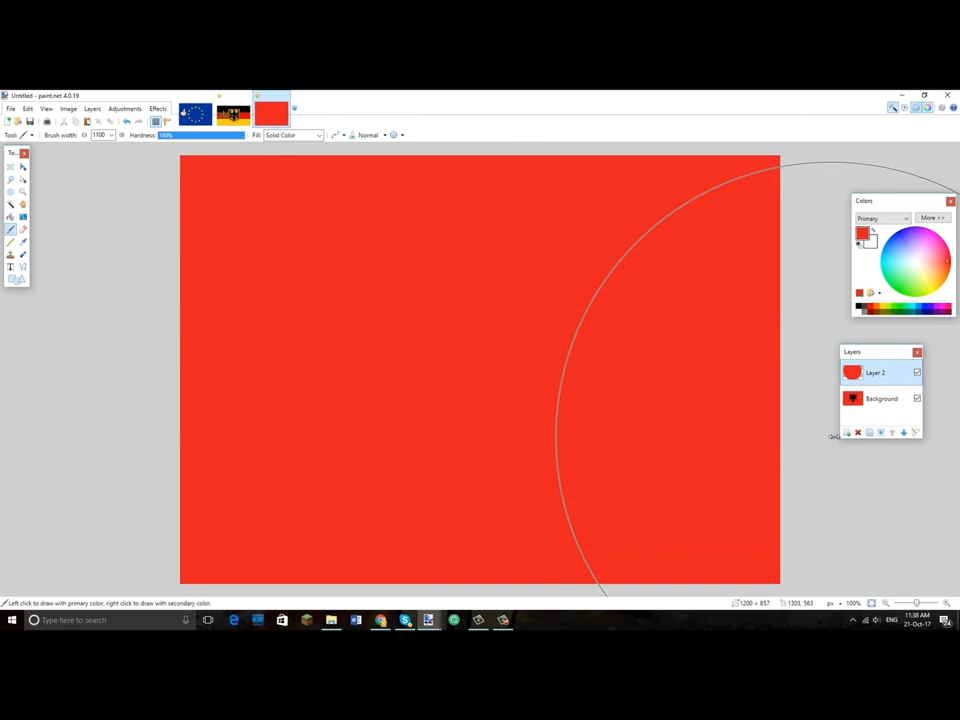 Untitled - paint.net 4.0.19
File Edit View Image Layers Adjustments Effects
Tool: Brush width: 1100 Hardness: 100% Fill: Solid Color Normal
To...
Colors
Primary More >>
Layers
Layer 2
Background
Left click to draw with primary color, right click to draw with secondary color.
1200 × 857 1303, 563 px 100%
Type here to search
ENG
11:38 AM
21-Oct-17
24